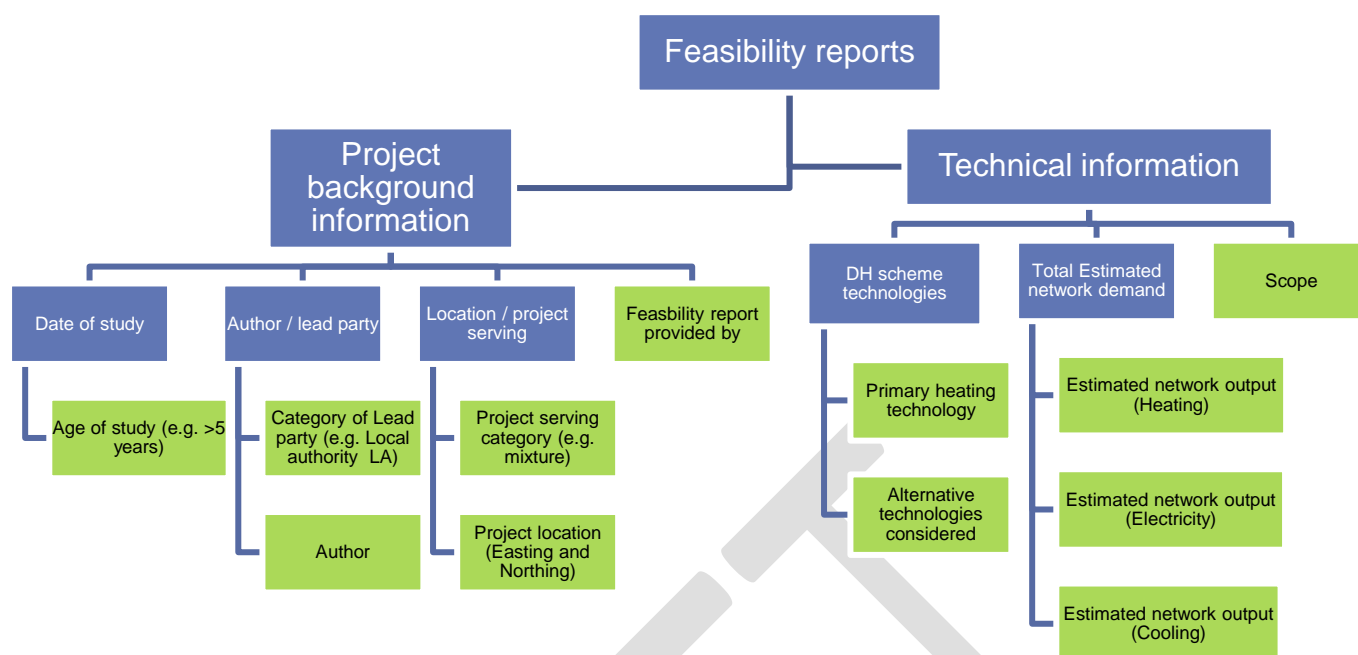 Feasibility reports
Project
background
information
Technical information
Date of study
Author / lead party
Location / project
serving
Feasbility report
provided by
DH scheme
technologies
Total Estimated
network demand
Scope
Age of study (e.g. >5
years)
Category of Lead
party (e.g. Local
authority LA)
Author
Project serving
category (e.g.
mixture)
Project location
(Easting and
Northing)
Primary heating
technology
Alternative
technologies
considered
Estimated network output
(Heating)
Estimated network output
(Electricity)
Estimated network output
(Cooling)